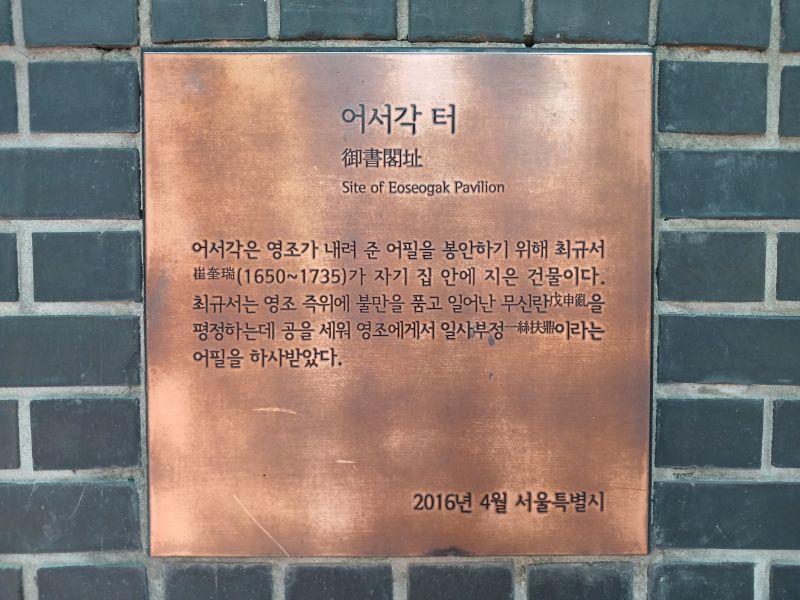 어서각 터
御書閣址
Site of Eoseogak Pavilion
어서각은 영조가 내려 준 어필을 봉안하기 위해 최규서
崔奎瑞(1650~1735)가 자기 집 안에 지은 건물이다.
최규서는 영조 즉위에 불만을 품고 일어난 무신란戊申亂을
평정하는데 공을 세워 영조에게서 일사부정一絲扶鼎이라는
어필을 하사받았다.
2016년 4월 서울특별시